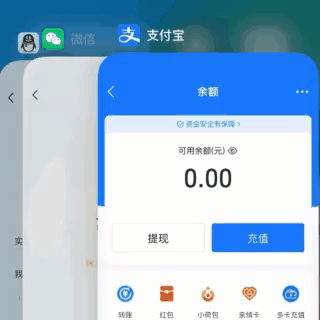 微信
支付宝
余额
资金安全有保障
可用余额(元)
0.00
提现
充值
实
我
转账
红包
小荷包
亲情卡
多卡充值